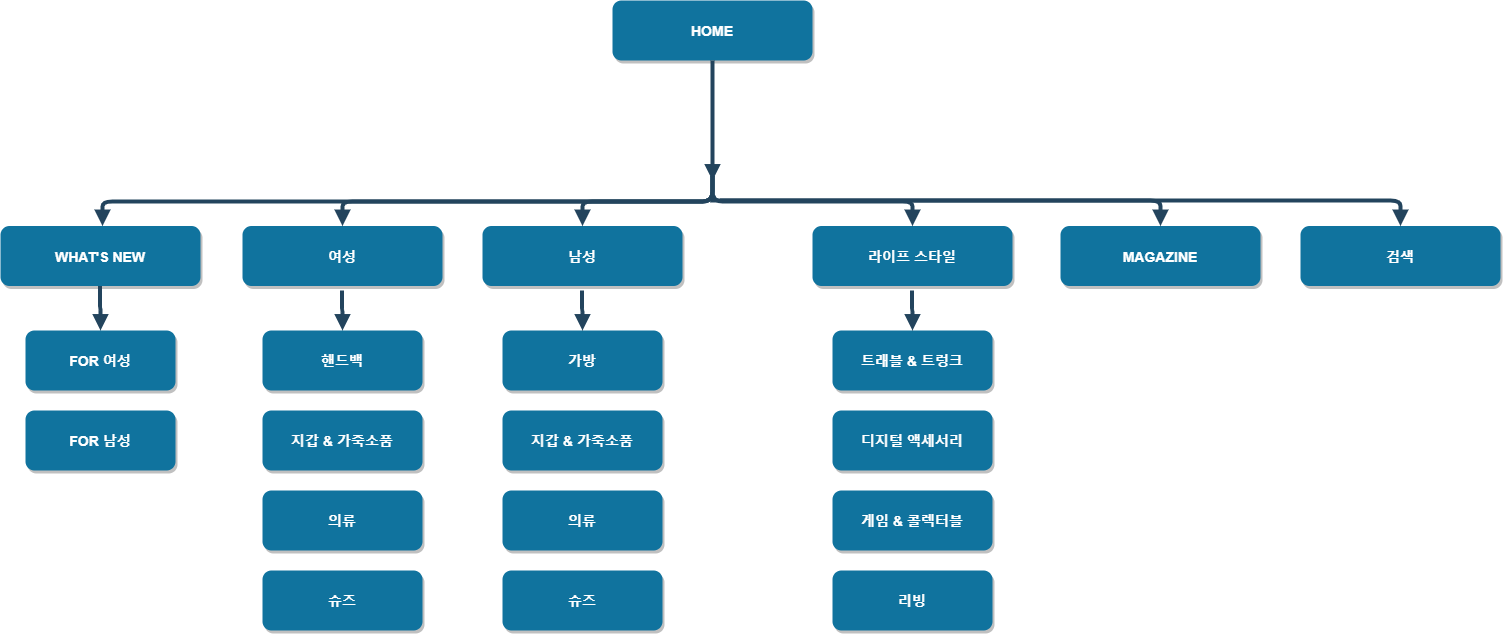 HOME
WHAT'S NEW
여성
남성
라이프 스타일
MAGAZINE
검색
FOR 여성
핸드백
가방
트래블 & 트렁크
FOR 남성
지갑 & 가죽소품
지갑 & 가죽소품
디지털 액세서리
의류
의류
게임 & 콜렉터블
슈즈
슈즈
리빙